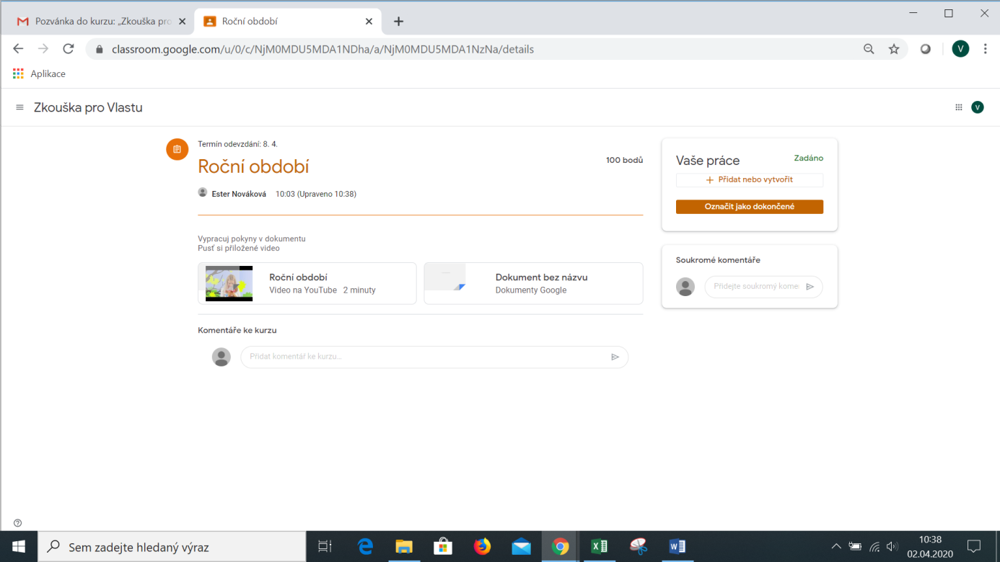 Pozvánka do kurzu: „Zkouška pro
Roční období
classroom.google.com/u/0/c/NjM0MDU5MDA1NDha/a/NjM0MDU5MDA1NzNa/details
V
Aplikace
Zkouška pro Vlastu
V
Termín odevzdání: 8. 4.
Roční období
100 bodů
Ester Nováková 10:03 (Upraveno 10:38)
Vypracuj pokyny v dokumentu
Pusť si přiložené video
Roční období
Video na YouTube 2 minuty
Dokument bez názvu
Dokumenty Google
Komentáře ke kurzu
Přidat komentář ke kurzu...
Vaše práce
Zadáno
+ Přidat nebo vytvořit
Označit jako dokončené
Soukromé komentáře
Přidejte soukromý kome
Sem zadejte hledaný výraz
10:38
02.04.2020